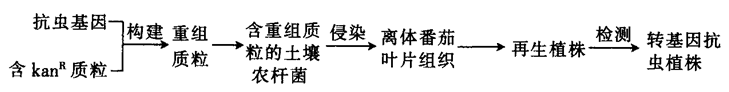 抗虫基因
含 kanᴿ 质粒
构建
重组
质粒
含重组质
粒的土壤
农杆菌
侵染
离体番茄
叶片组织
再生植株
检测
转基因抗
虫植株